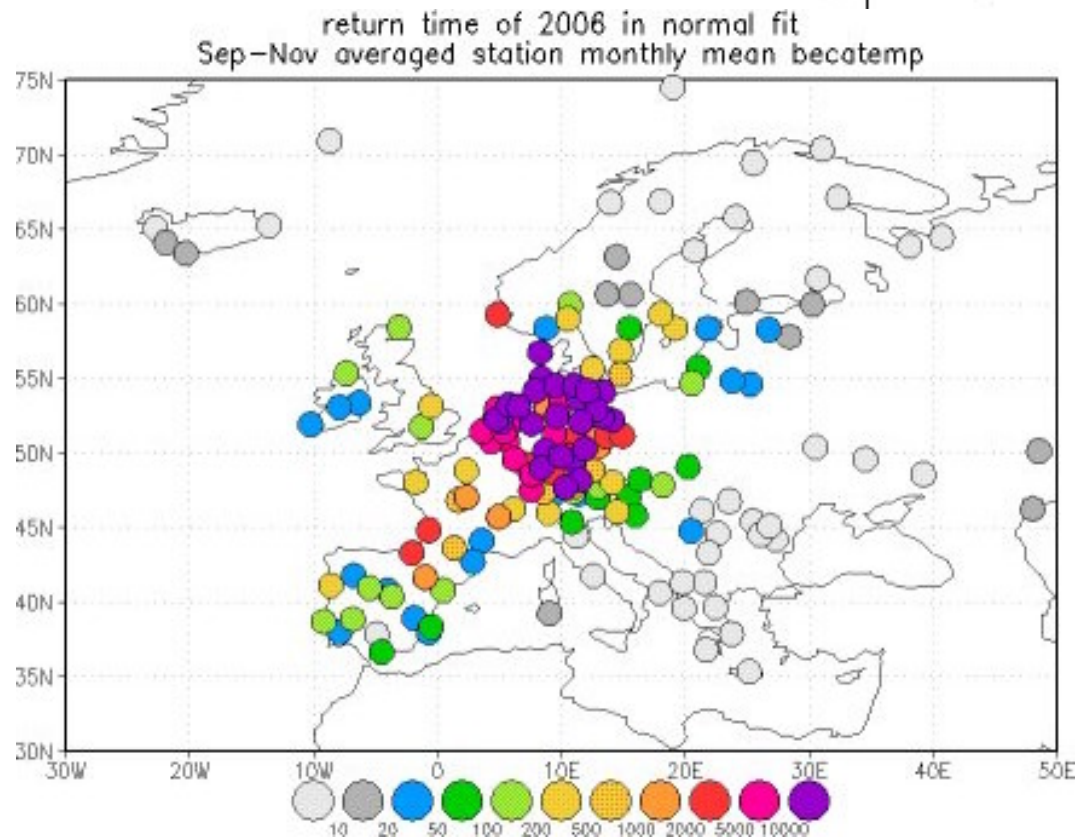 return time of 2006 in normal fit
Sep-Nov averaged station monthly mean becatemp
75N
70N
65N
60N
55N
50N
45N
40N
35N
30N
30W 20W 10W 0 10E 20E 30E 40E 50E
10 20 50 100 200 500 1000 2000 5000 10000